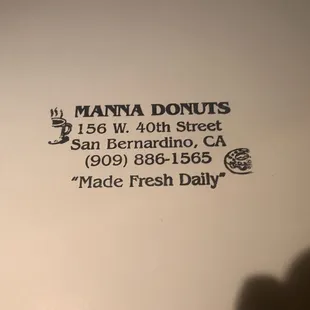 MANNA DONUTS
156 W. 40th Street
San Bernardino, CA
(909) 886-1565
"Made Fresh Daily"